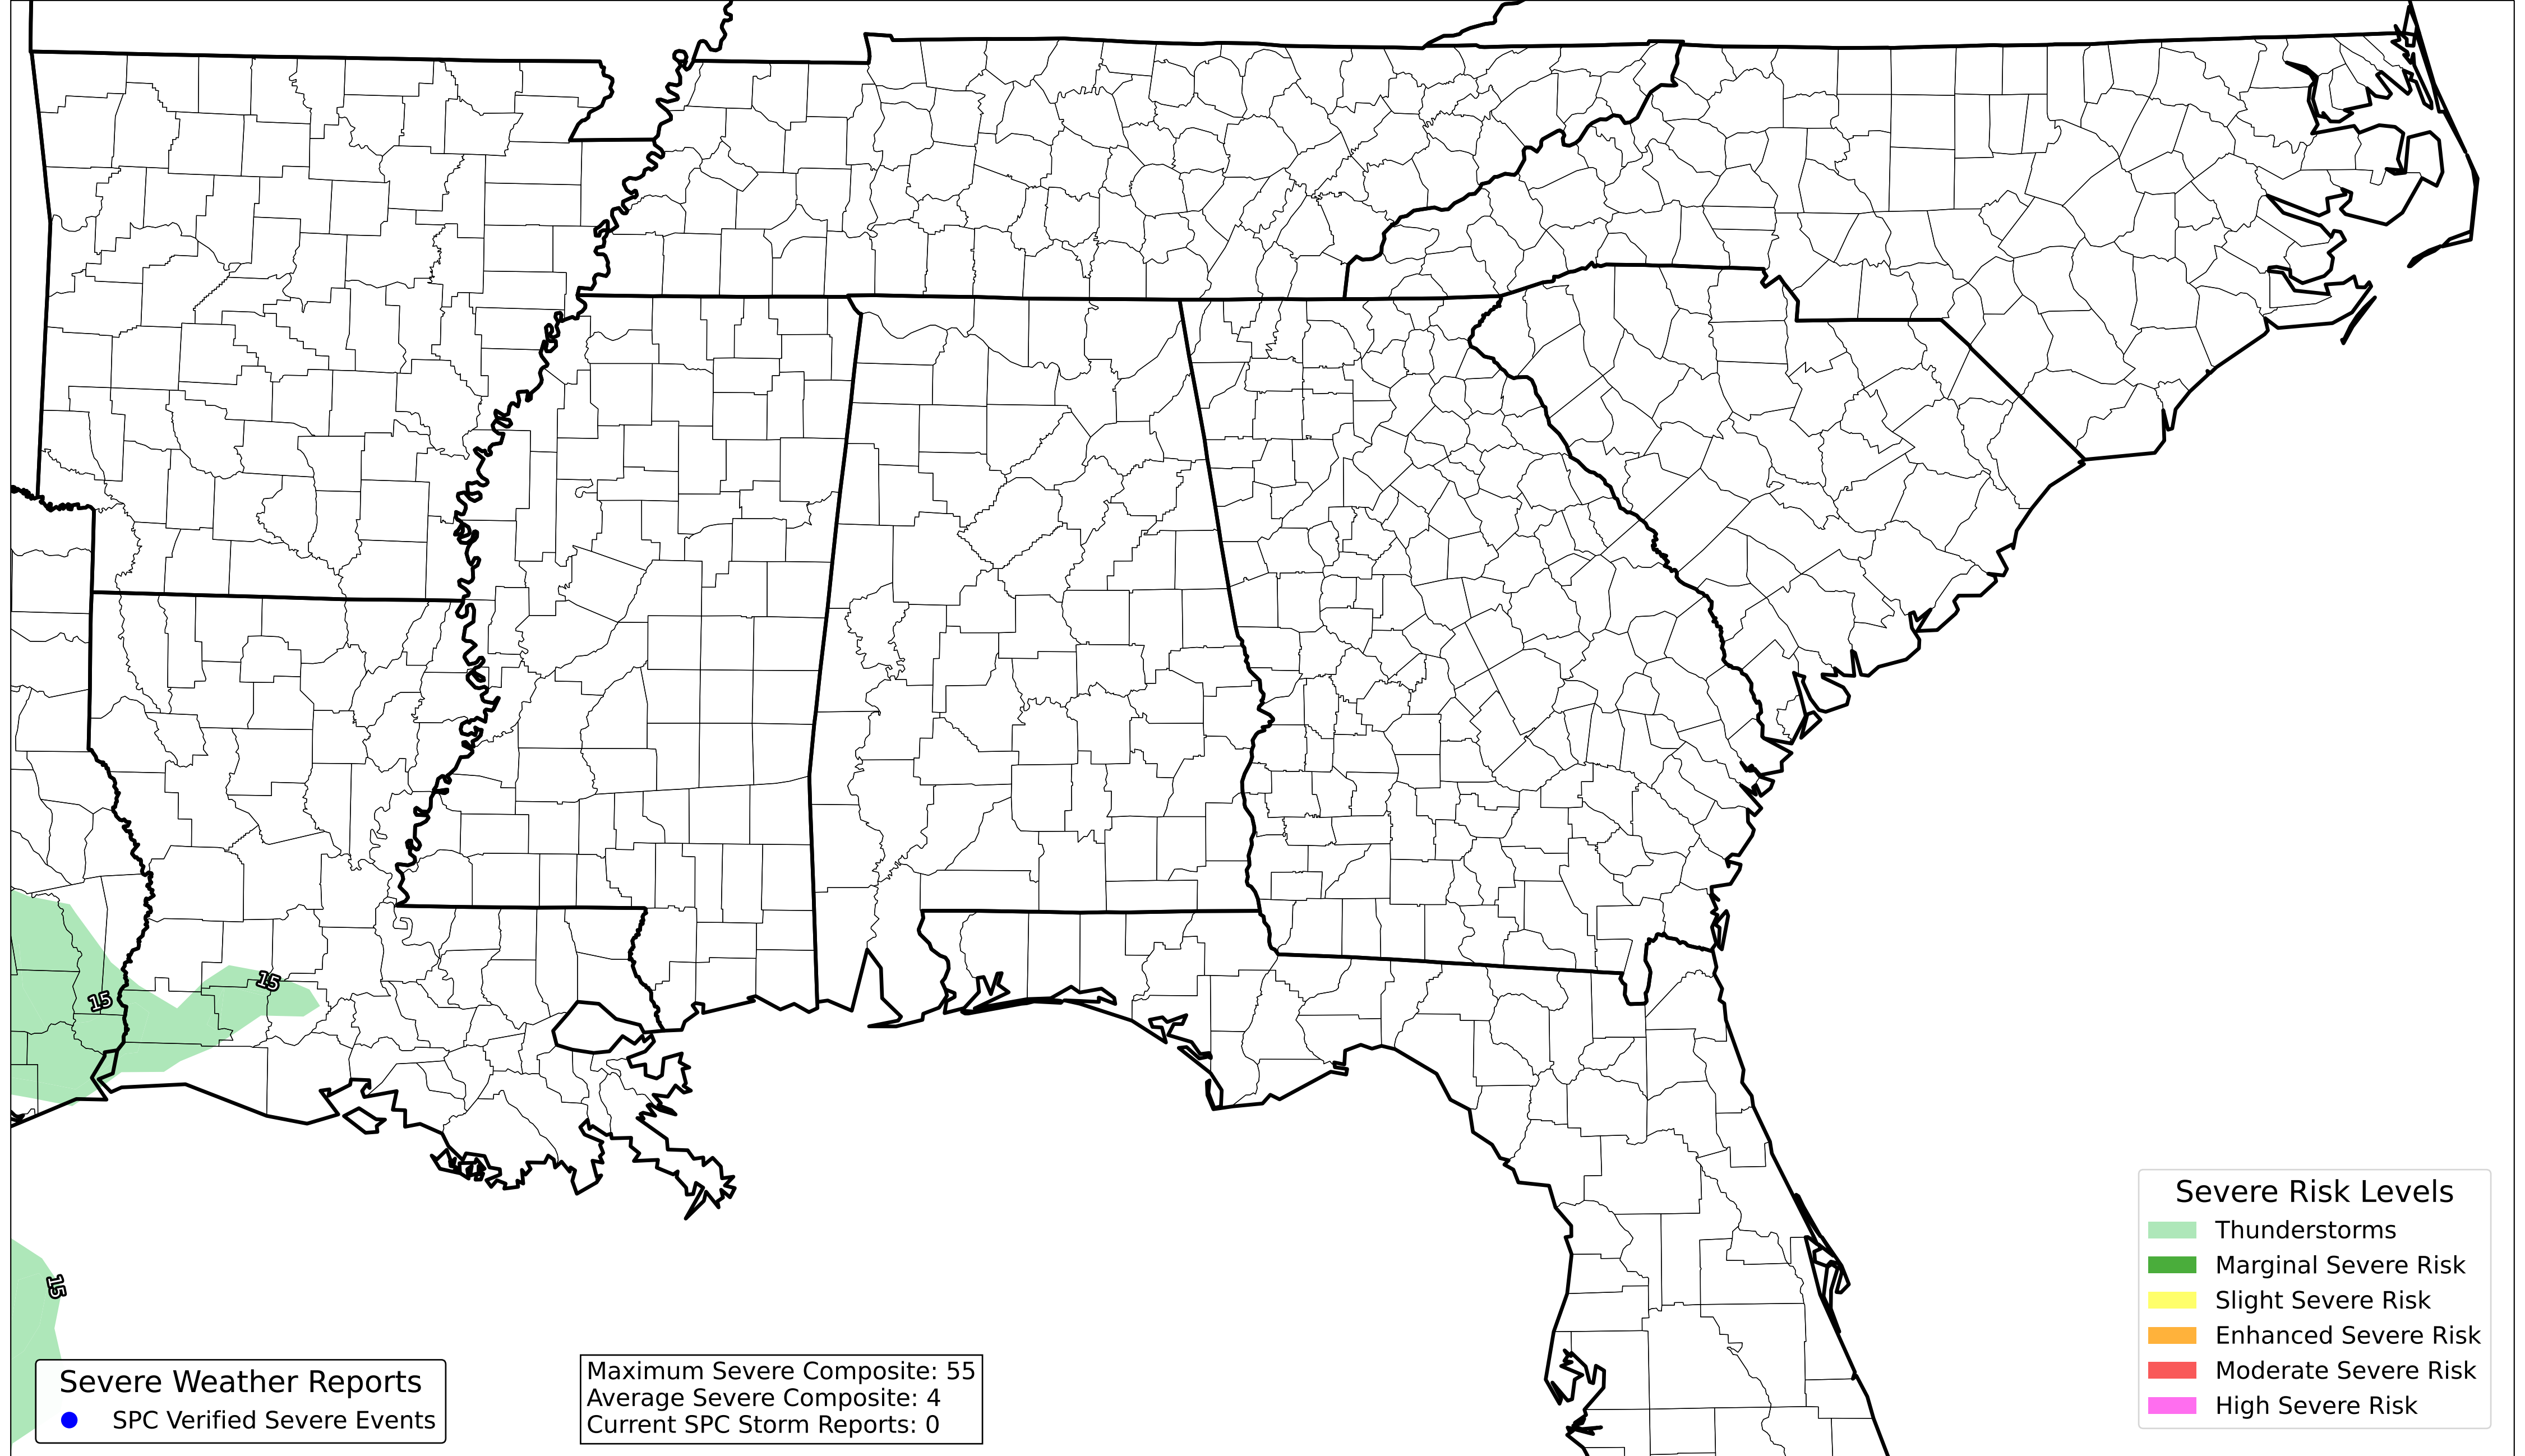 15
15
15
Severe Weather Reports
SPC Verified Severe Events
Maximum Severe Composite: 55
Average Severe Composite: 4
Current SPC Storm Reports: 0
Severe Risk Levels
Thunderstorms
Marginal Severe Risk
Slight Severe Risk
Enhanced Severe Risk
Moderate Severe Risk
High Severe Risk